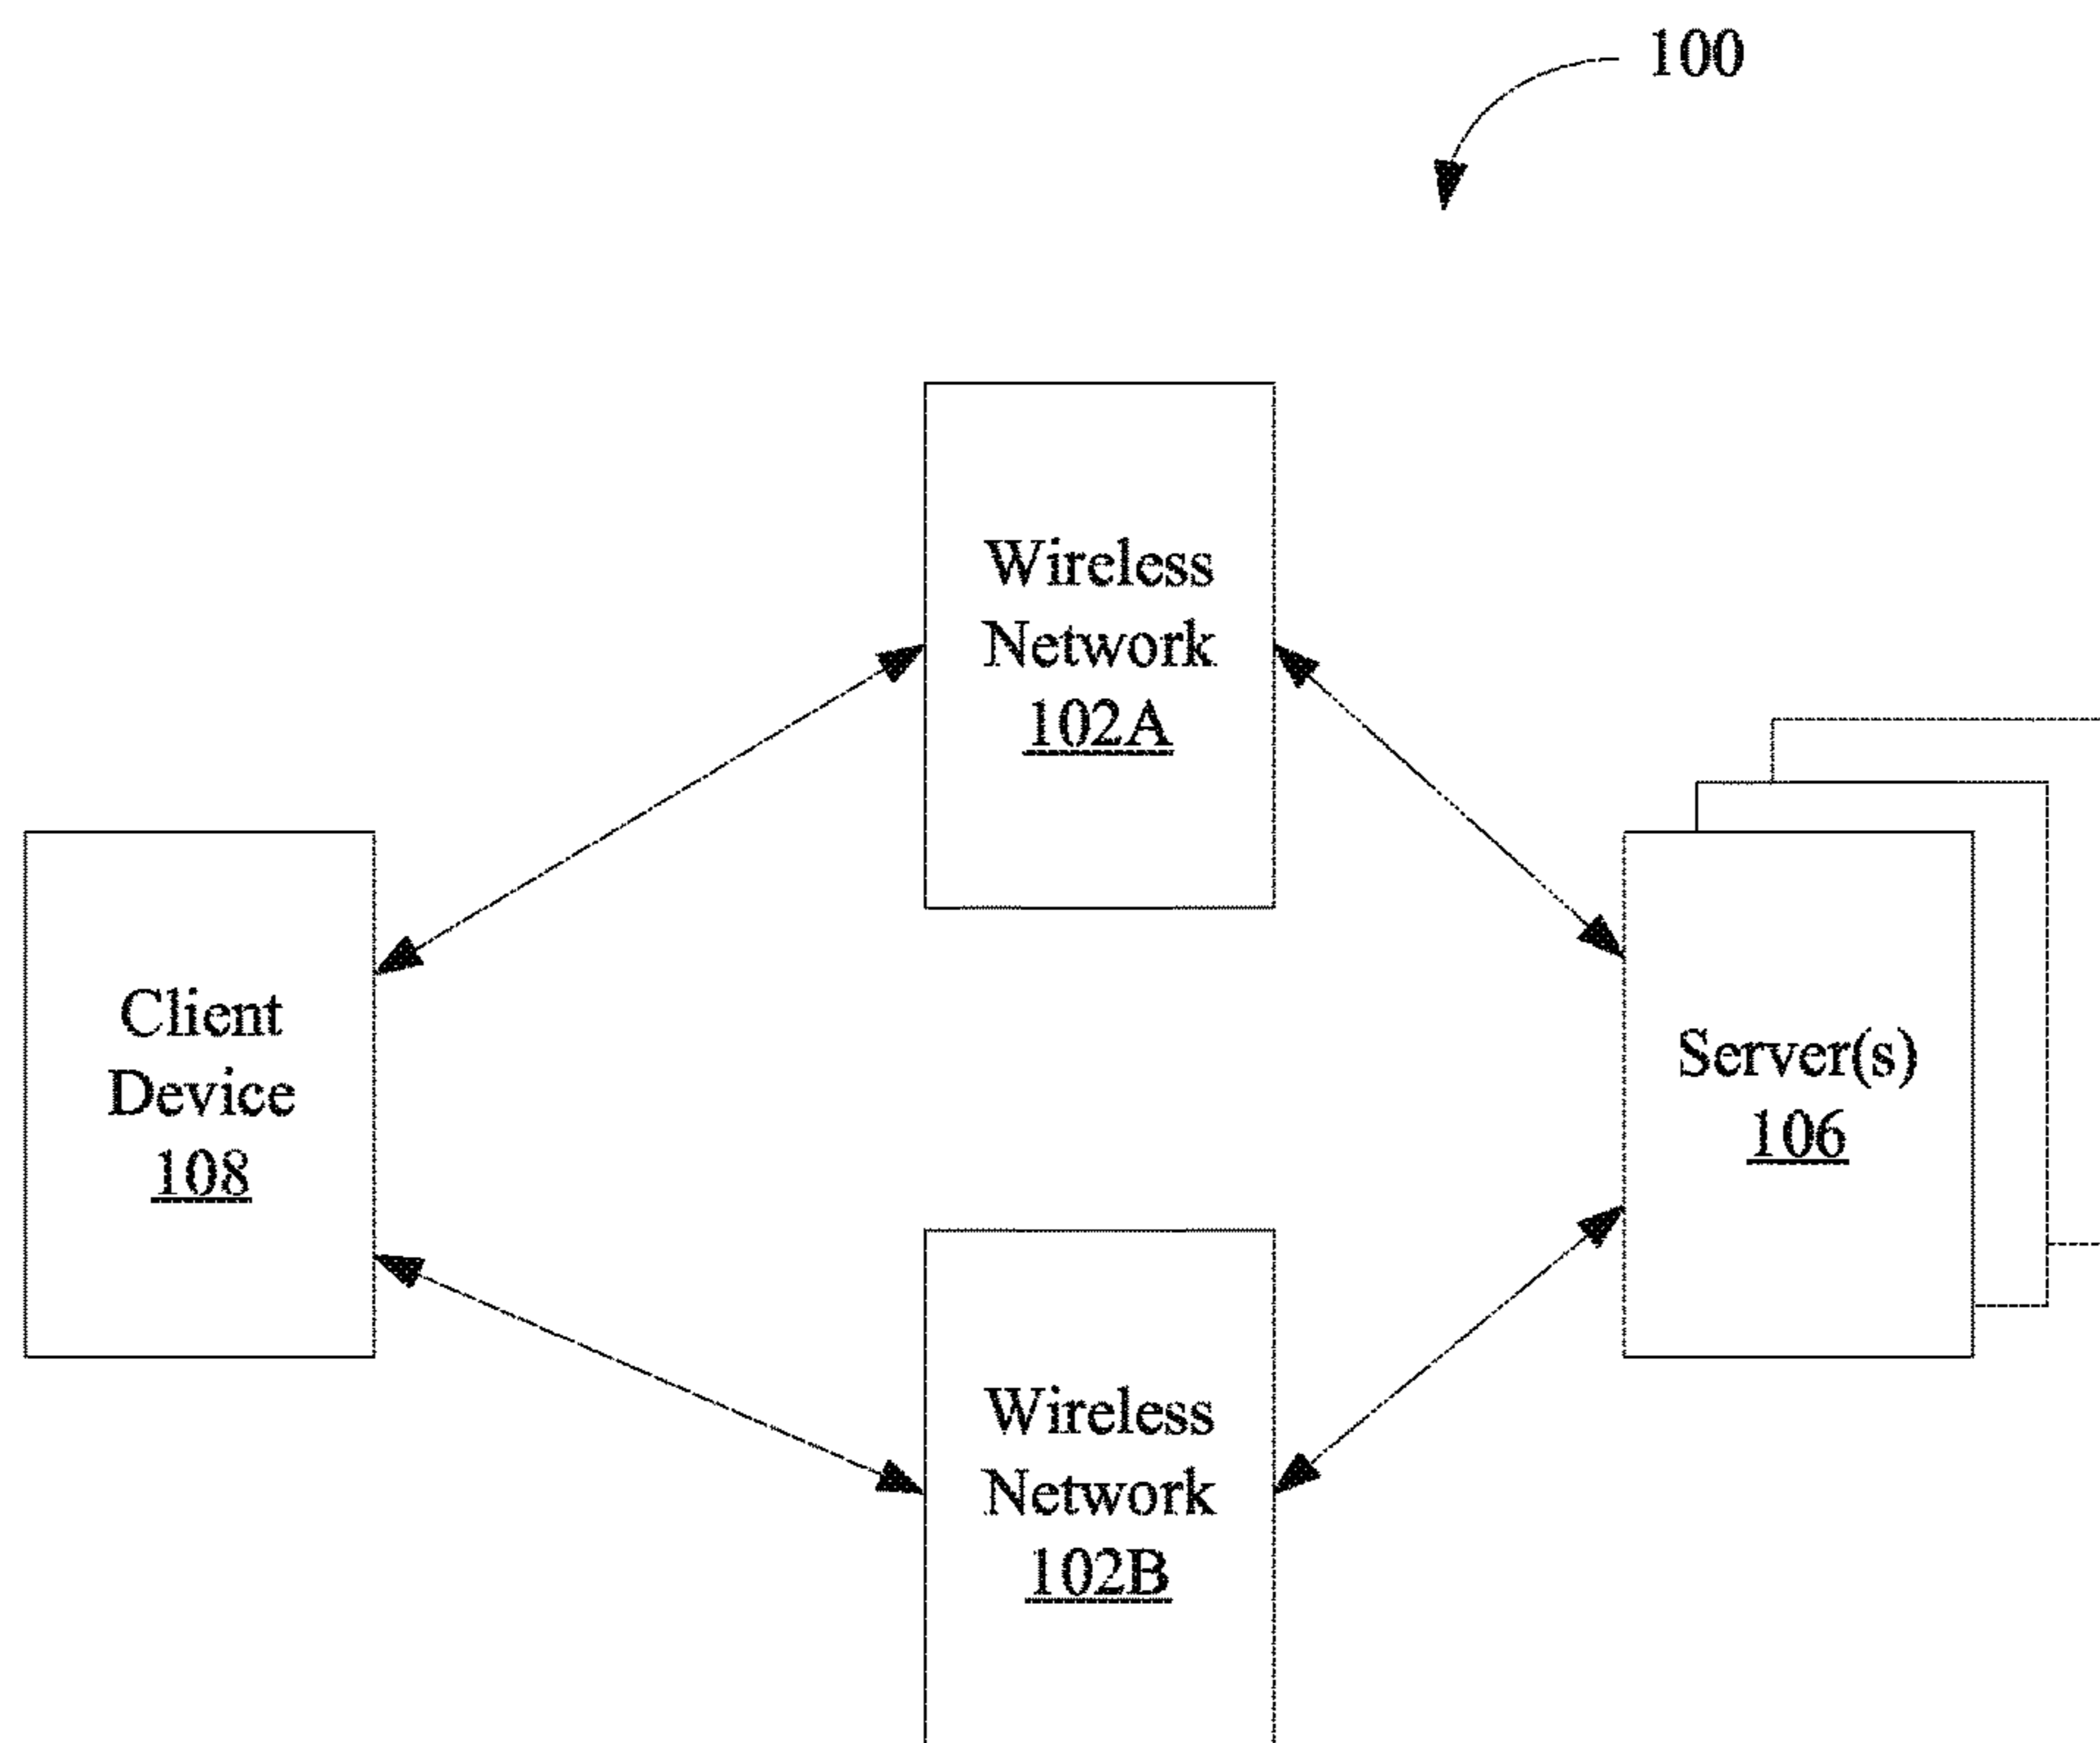 100
Wireless
Network
102A
Client
Device
108
Server(s)
106
Wireless
Network
102B